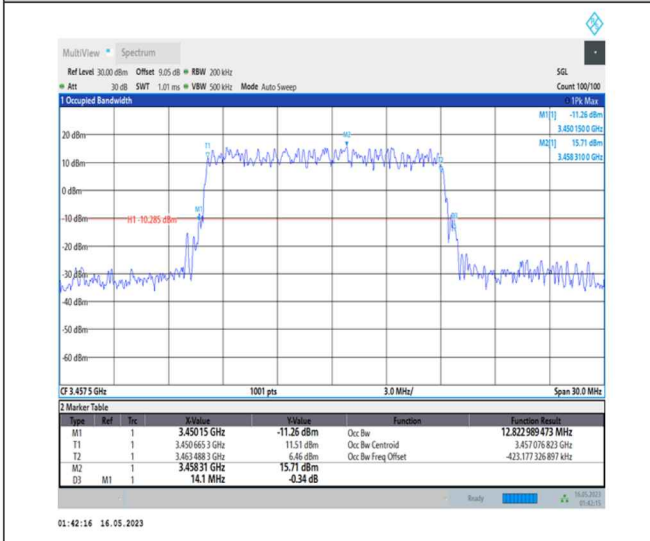 MultiView Spectrum
Ref Level 30.00 dBm Offset 9.05 dB RBW 200 kHz SGL
Att 30 dB SWT 1.01 ms VBW 500 kHz Mode Auto Sweep Count 100/100
1 Occupied Bandwidth 1Pk Max
M1[1] -11.26 dBm
3.450 150 0 GHz
M2[1] 15.71 dBm
3.458 310 0 GHz
20 dBm
M2
T1
T2
10 dBm
0 dBm
M1
-10 dBm
H1 -10.285 dBm
-20 dBm
-30 dBm
-40 dBm
-50 dBm
-60 dBm
CF 3.457 5 GHz 1001 pts 3.0 MHz/ Span 30.0 MHz
2 Marker Table
Type Ref Trc X-Value Y-Value Function Function Result
M1 1 3.45015 GHz -11.26 dBm Occ Bw 12.822 989 473 MHz
T1 1 3.450 665 3 GHz 11.51 dBm Occ Bw Centroid 3.457 076 823 GHz
T2 1 3.463 488 3 GHz 6.46 dBm Occ Bw Freq Offset -423.177 326 897 kHz
M2 1 3.45831 GHz 15.71 dBm
D3 M1 1 14.1 MHz -0.34 dB
Ready 16.05.2023
01:42:15
01:42:16 16.05.2023